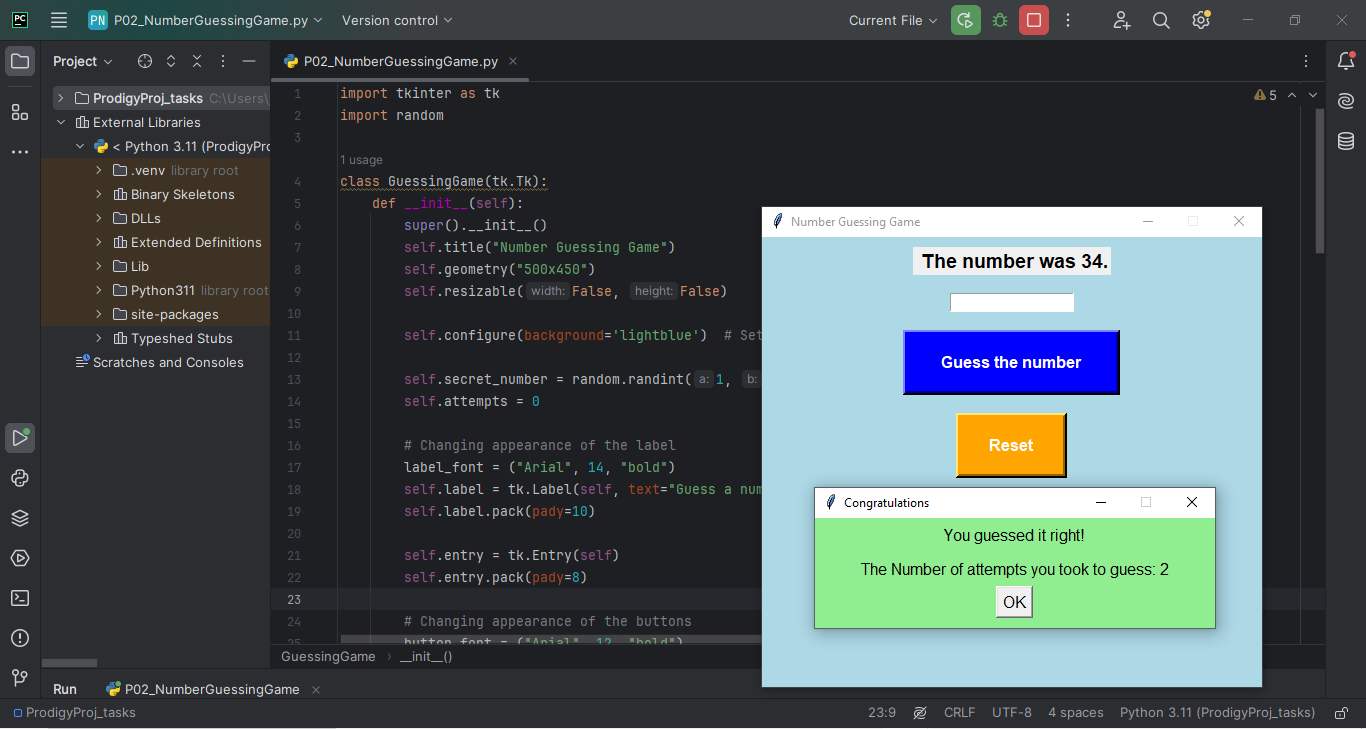 PC
PN P02_NumberGuessingGame.py Version control Current File
Project
ProdigyProj_tasks C:\Users\
External Libraries
< Python 3.11 (ProdigyPro
.venv library root
Binary Skeletons
DLLs
Extended Definitions
Lib
Python311 library root
site-packages
Typeshed Stubs
Scratches and Consoles
P02_NumberGuessingGame.py
5
1 import tkinter as tk
2 import random
3
1 usage
4 class GuessingGame(tk.Tk):
5 def __init__(self):
6 super().__init__()
7 self.title("Number Guessing Game")
8 self.geometry("500x450")
9 self.resizable( width: False, height: False)
10
11 self.configure(background='lightblue') # Set
12
13 self.secret_number = random.randint( a: 1, b:
14 self.attempts = 0
15
16 # Changing appearance of the label
17 label_font = ("Arial", 14, "bold")
18 self.label = tk.Label(self, text="Guess a num
19 self.label.pack(pady=10)
20
21 self.entry = tk.Entry(self)
22 self.entry.pack(pady=8)
23
24 # Changing appearance of the buttons
25 button_font = ("Arial", 12, "bold")
GuessingGame › __init__()
Number Guessing Game
The number was 34.
Guess the number
Reset
Congratulations
You guessed it right!
The Number of attempts you took to guess: 2
OK
Run P02_NumberGuessingGame
ProdigyProj_tasks 23:9 CRLF UTF-8 4 spaces Python 3.11 (ProdigyProj_tasks)